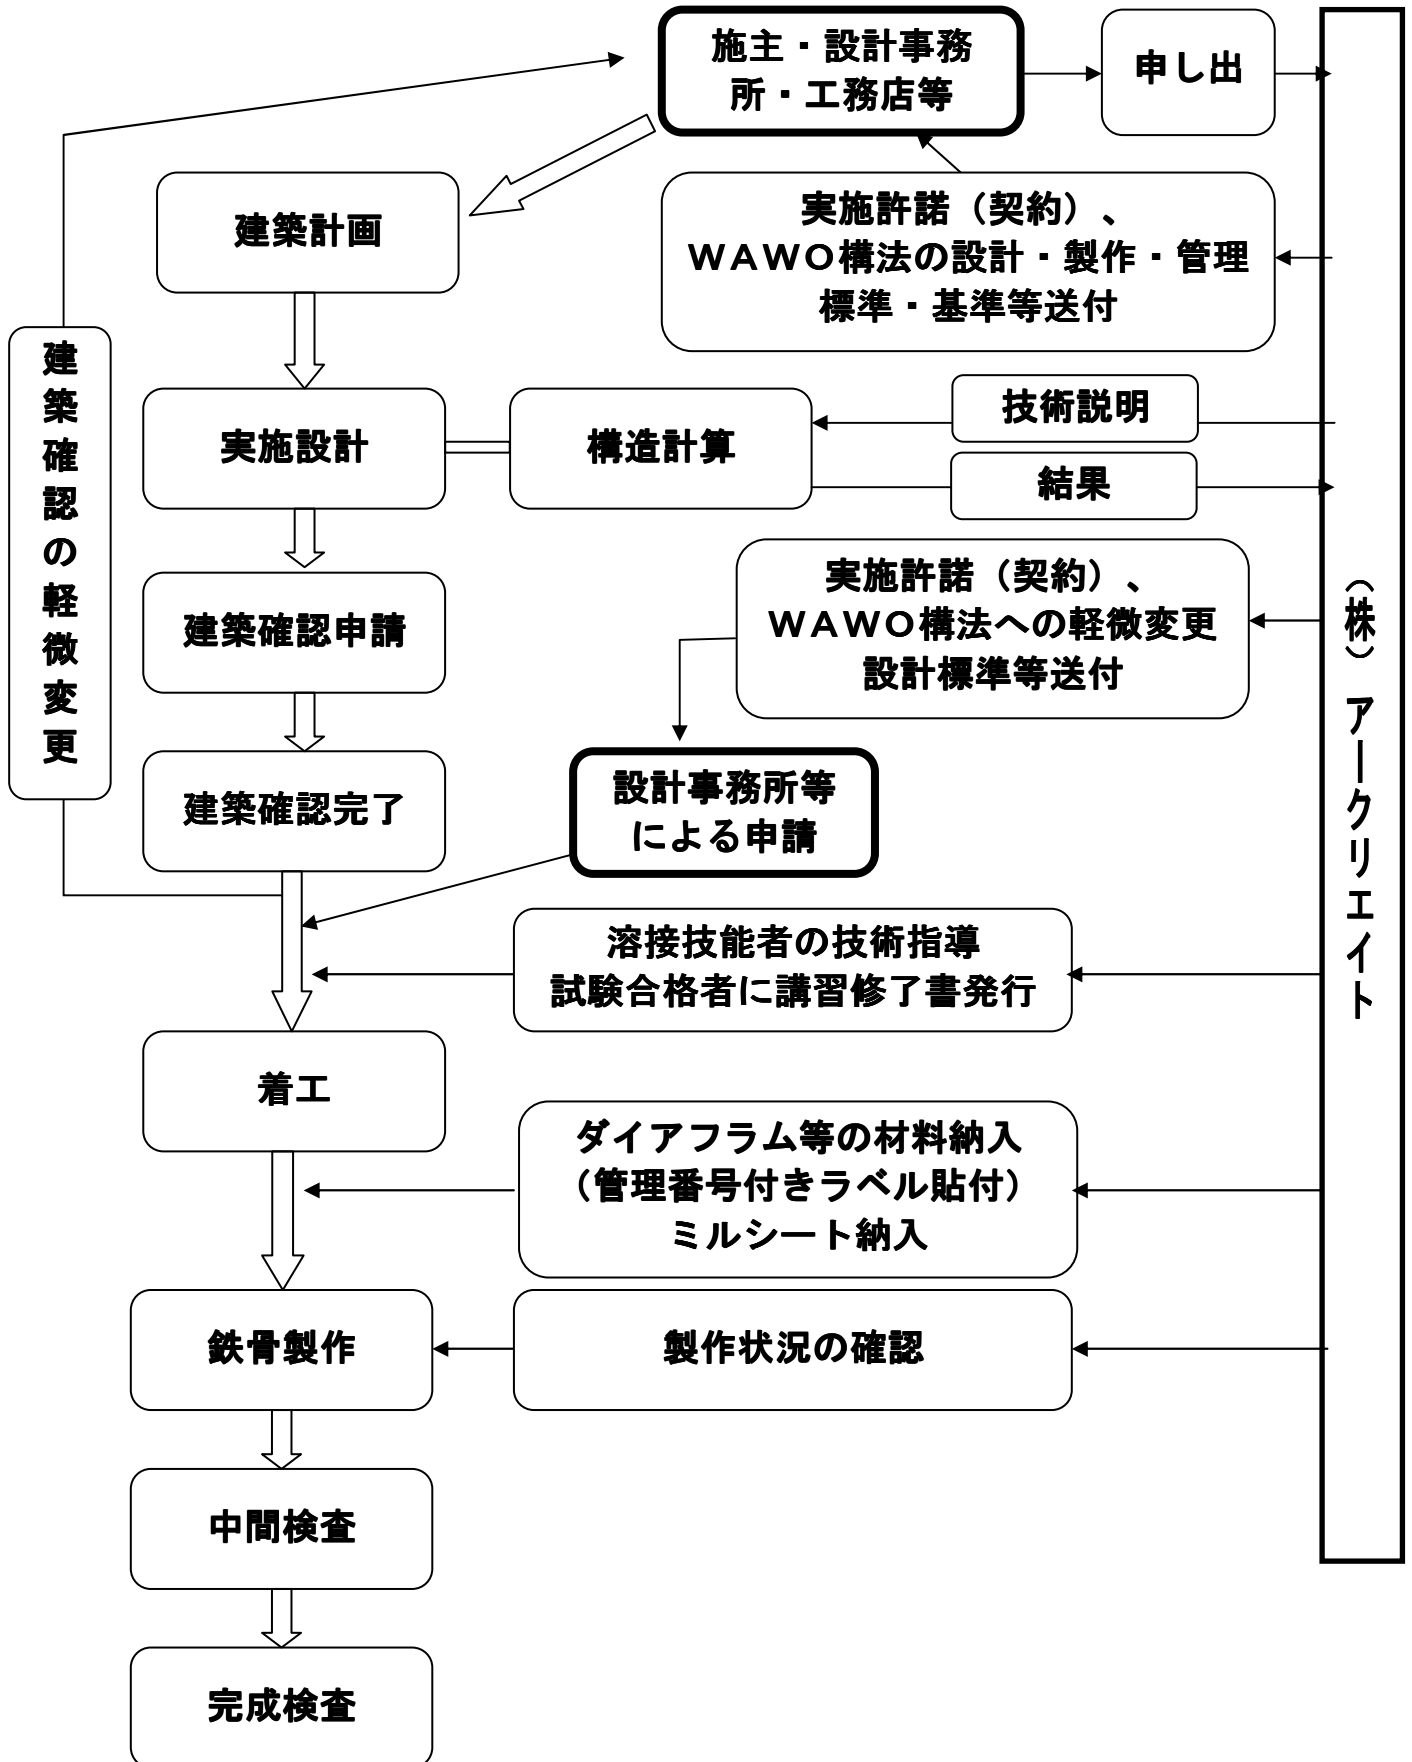 施主・設計事務
所・工務店等
申し出
建築計画
実施許諾（契約）、
ＷＡＷＯ構法の設計・製作・管理
標準・基準等送付
建築確認の軽微変更
実施設計
構造計算
技術説明
結果
建築確認申請
実施許諾（契約）、
ＷＡＷＯ構法への軽微変更
設計標準等送付
（株）アークリエイト
建築確認完了
設計事務所等
による申請
溶接技能者の技術指導
試験合格者に講習修了書発行
着工
ダイアフラム等の材料納入
（管理番号付きラベル貼付）
ミルシート納入
鉄骨製作
製作状況の確認
中間検査
完成検査